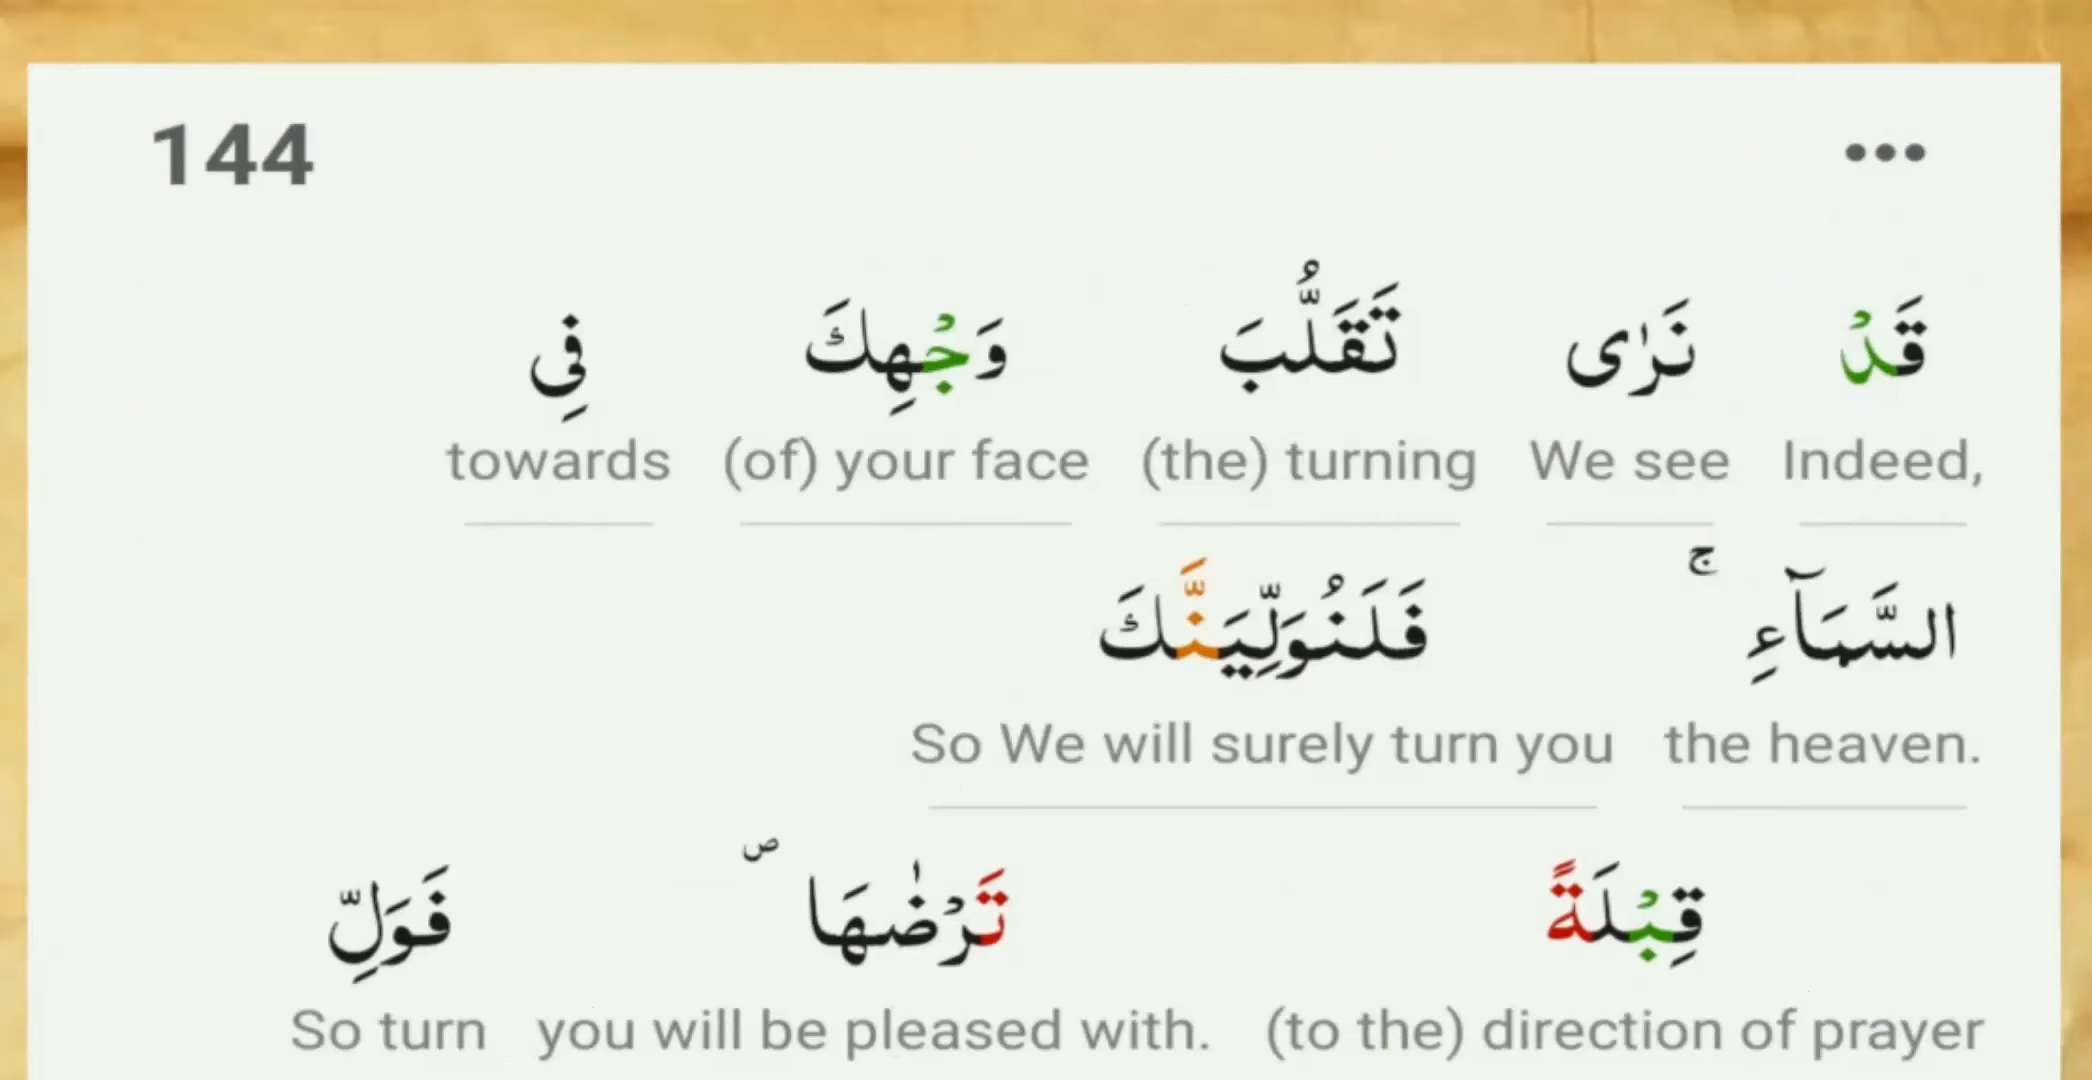 144
قَدْ نَرٰى تَقَلُّبَ وَجْهِكَ فِى
Indeed, We see (the) turning (of) your face towards
السَّمَآءِ ۚ فَلَنُوَلِّيَنَّكَ
the heaven. So We will surely turn you
قِبْلَةً تَرْضٰىهَا ۖ فَوَلِّ
(to the) direction of prayer you will be pleased with. So turn